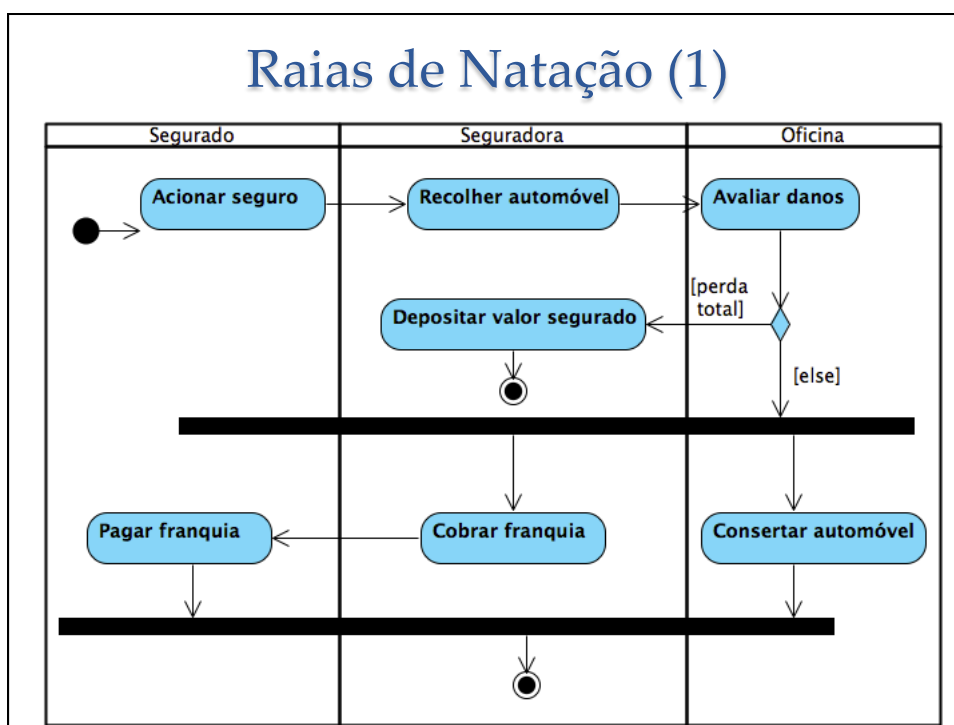 Raias de Natação (1)
Segurado
Seguradora
Oficina
Acionar seguro
Recolher automóvel
Avaliar danos
[perda
total]
Depositar valor segurado
[else]
Pagar franquia
Cobrar franquia
Consertar automóvel